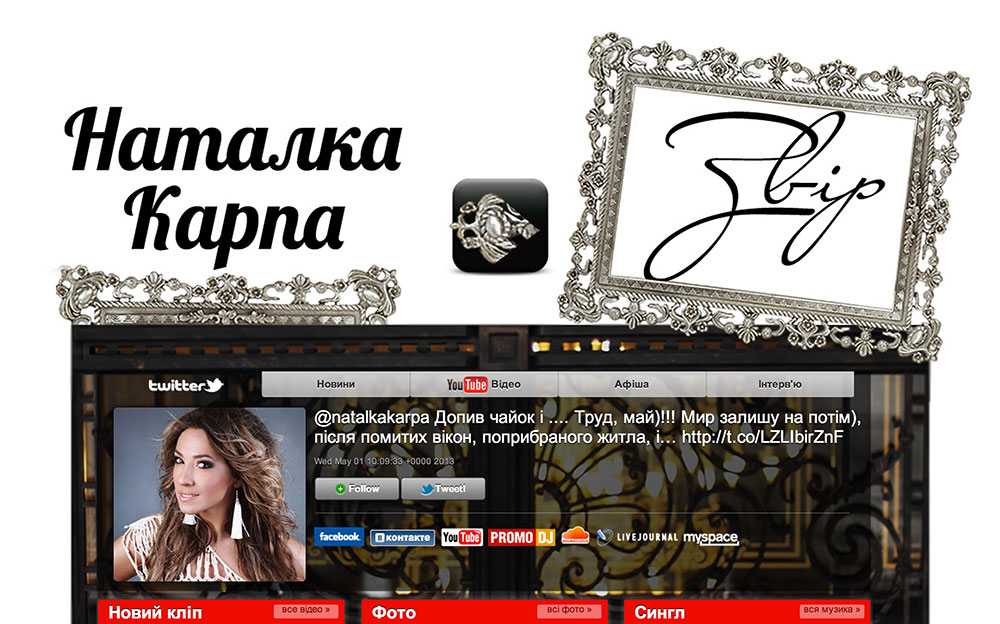 Наталка
Карпа
Звір
twitter
Новини
YouTube Відео
Афіша
Інтерв'ю
@natalkakarpa Допив чайок і .... Труд, май)!!! Мир залишу на потім),
після помитих вікон, поприбраного житла, і... http://t.co/LZLIbirZnF
Wed May 01 10:09:33 +0000 2013
Follow
Tweet!
facebook
В контакте
YouTube
PROMO DJ
SOUNDCLOUD
LIVEJOURNAL
myspace
Новий кліп
все відео »
Фото
всі фото »
Сингл
вся музика »